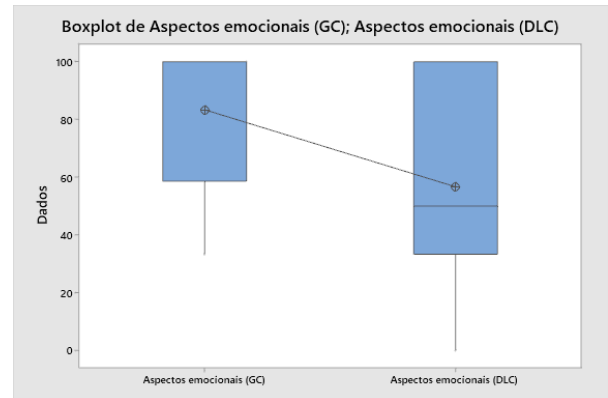 Boxplot de Aspectos emocionais (GC); Aspectos emocionais (DLC)
100
80
60
40
20
0
Dados
Aspectos emocionais (GC)
Aspectos emocionais (DLC)